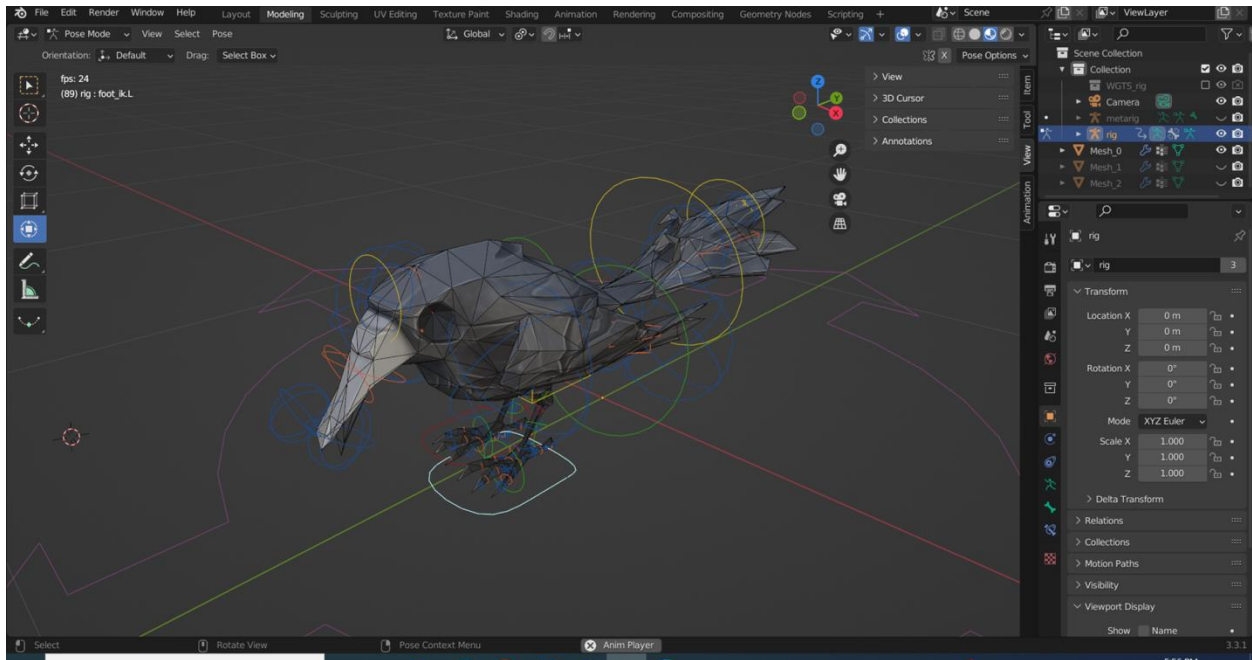 File Edit Render Window Help Layout Modeling Sculpting UV Editing Texture Paint Shading Animation Rendering Compositing Geometry Nodes Scripting + Scene ViewLayer
Pose Mode View Select Pose Global
Orientation: Default Drag: Select Box X Pose Options
fps: 24
(89) rig : foot_ik.L
Z
Y
X
View
3D Cursor
Collections
Annotations
Item
Tool
View
Animation
Scene Collection
Collection
WGTS_rig
Camera
metarig
rig
Mesh_0
Mesh_1
Mesh_2
rig
rig 3
Transform
Location X 0 m
Y 0 m
Z 0 m
Rotation X 0°
Y 0°
Z 0°
Mode XYZ Euler
Scale X 1.000
Y 1.000
Z 1.000
Delta Transform
Relations
Collections
Motion Paths
Visibility
Viewport Display
Show Name
Select Rotate View Pose Context Menu Anim Player 3.3.1